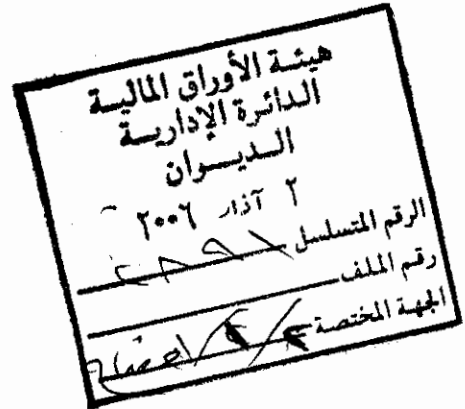 هيئة الأوراق المالية
الدائرة الإدارية
الديوان
٢ آذار ٢٠٠٦
الرقم المتسلسل
رقم الملف
الجهة المختصة